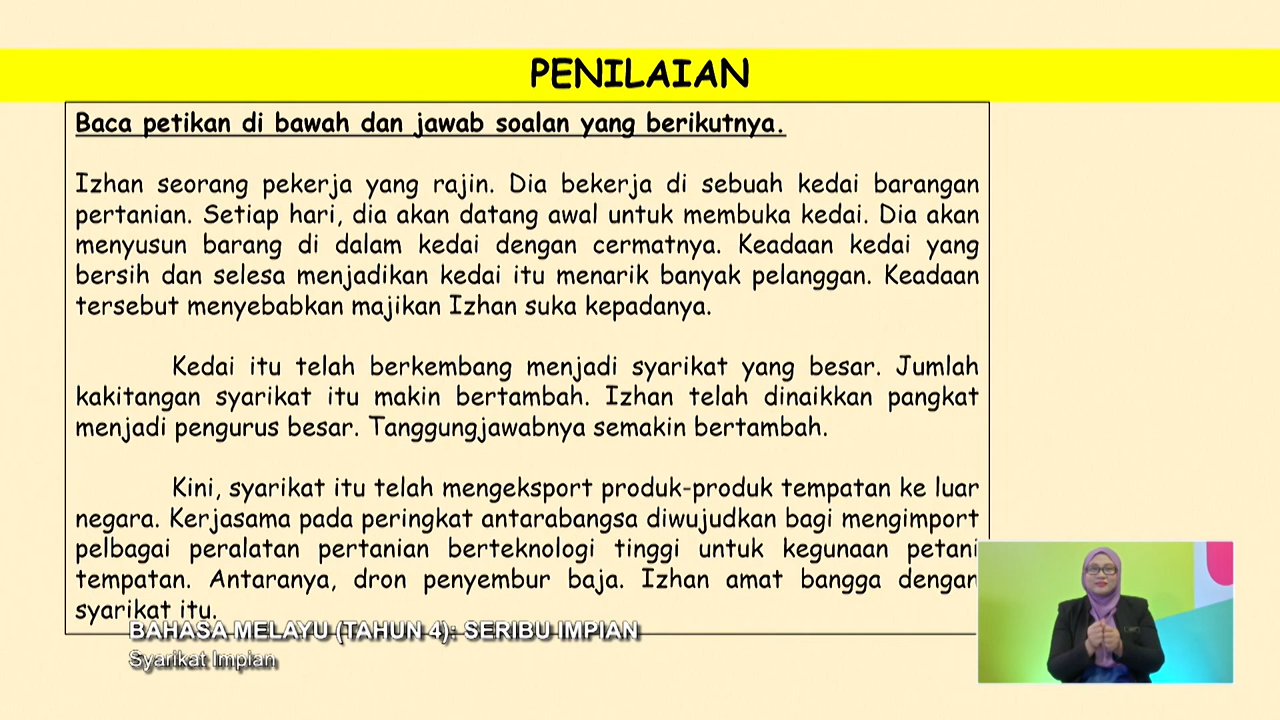 PENILAIAN
Baca petikan di bawah dan jawab soalan yang berikutnya.
Izhan seorang pekerja yang rajin. Dia bekerja di sebuah kedai barangan
pertanian. Setiap hari, dia akan datang awal untuk membuka kedai. Dia akan
menyusun barang di dalam kedai dengan cermatnya. Keadaan kedai yang
bersih dan selesa menjadikan kedai itu menarik banyak pelanggan. Keadaan
tersebut menyebabkan majikan Izhan suka kepadanya.
Kedai itu telah berkembang menjadi syarikat yang besar. Jumlah
kakitangan syarikat itu makin bertambah. Izhan telah dinaikkan pangkat
menjadi pengurus besar. Tanggungjawabnya semakin bertambah.
Kini, syarikat itu telah mengeksport produk-produk tempatan ke luar
negara. Kerjasama pada peringkat antarabangsa diwujudkan bagi mengimport
pelbagai peralatan pertanian berteknologi tinggi untuk kegunaan petani
tempatan. Antaranya, dron penyembur baja. Izhan amat bangga dengan
syarikat itu.
BAHASA MELAYU (TAHUN 4): SERIBU IMPIAN
Syarikat Impian